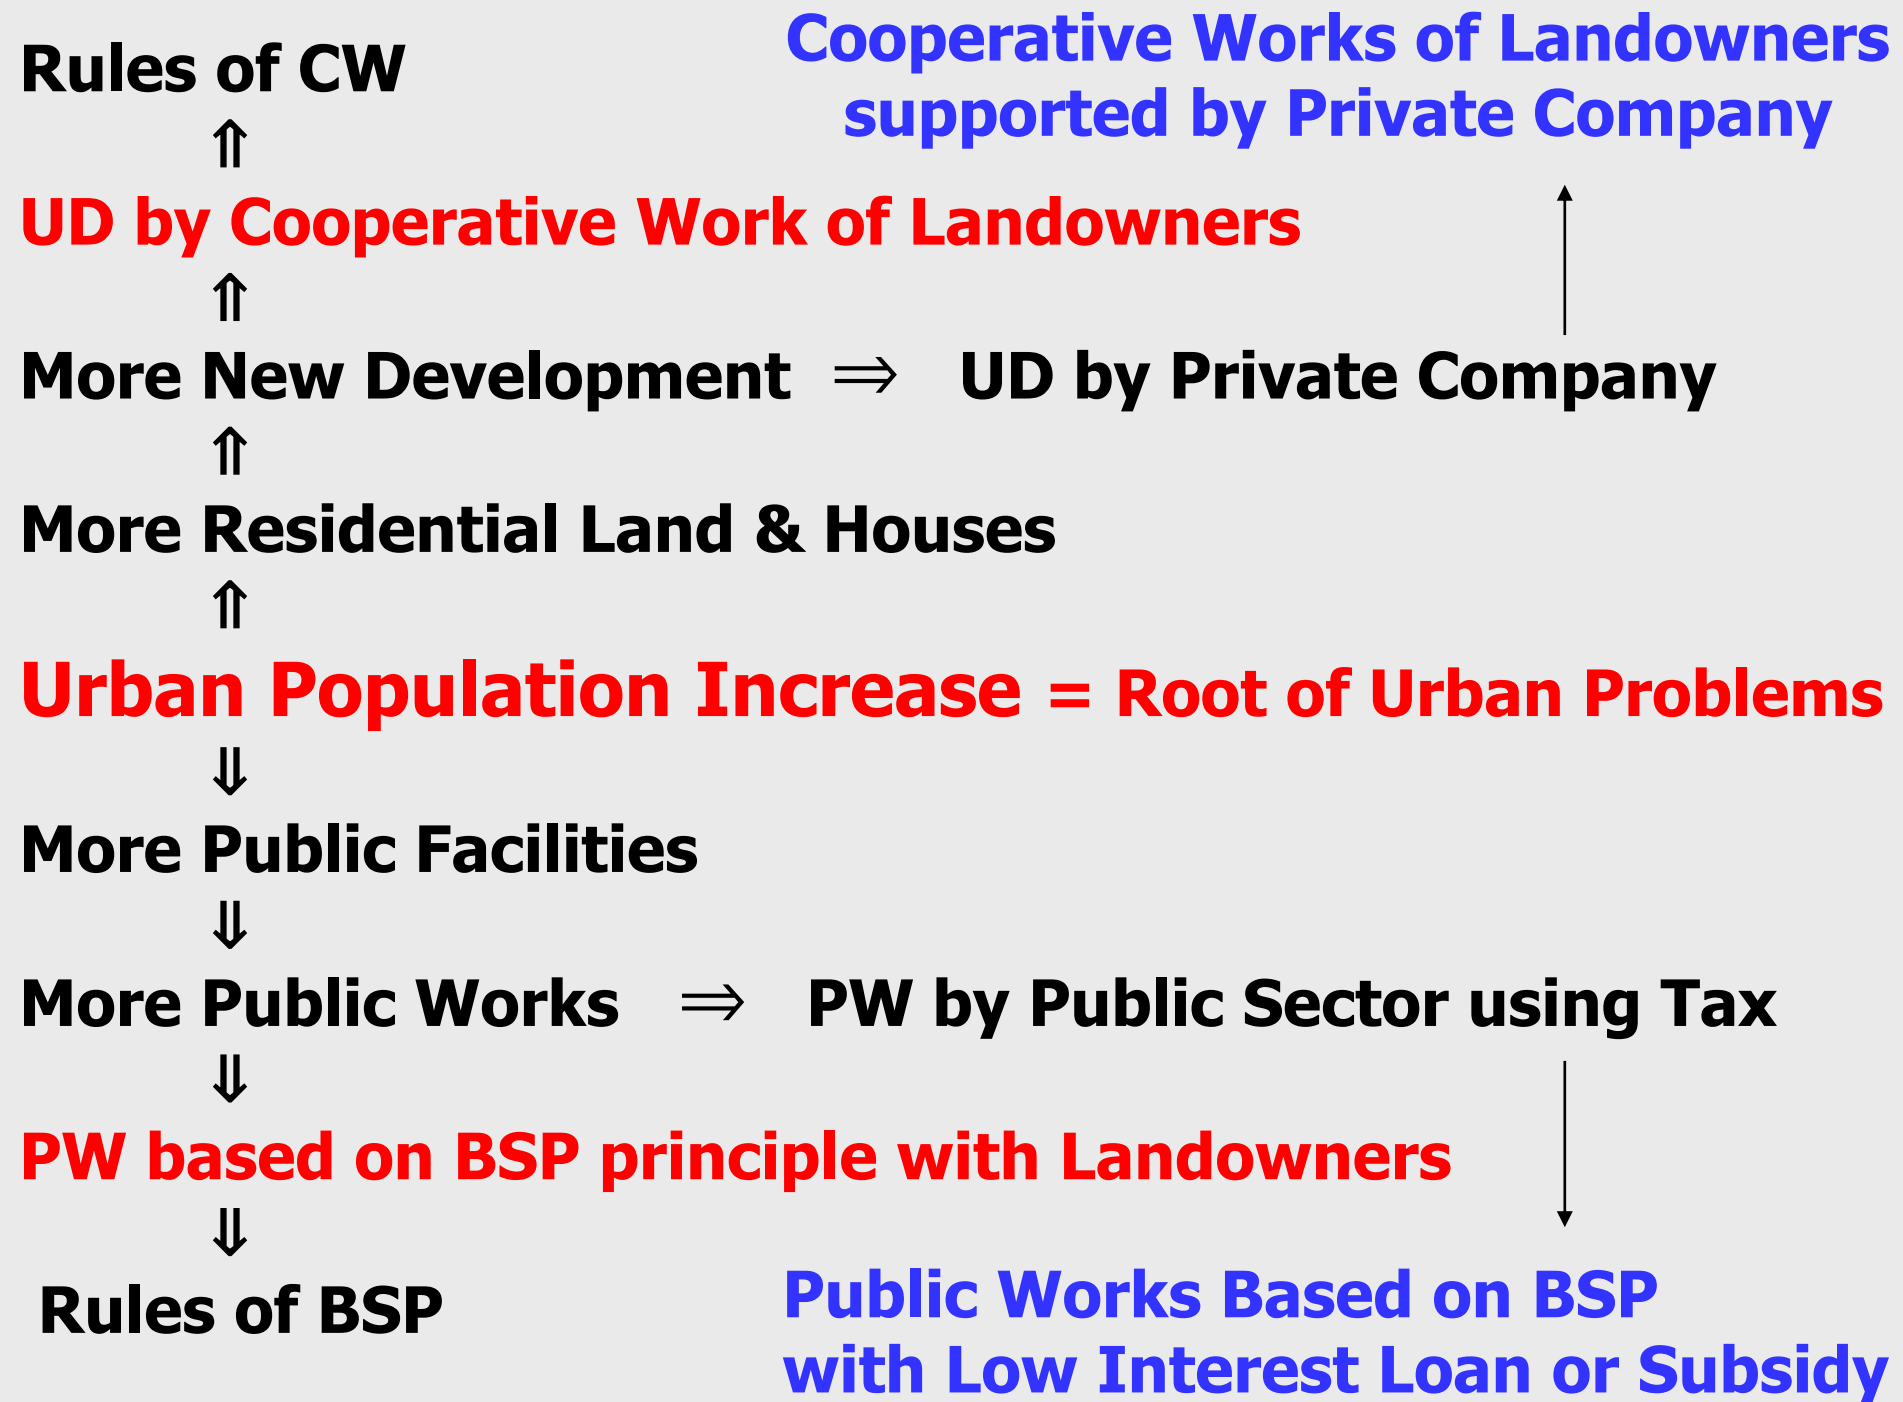 Rules of CW
Cooperative Works of Landowners
supported by Private Company
⇑
UD by Cooperative Work of Landowners
⇑
More New Development ⇒ UD by Private Company
⇑
More Residential Land & Houses
⇑
Urban Population Increase = Root of Urban Problems
⇓
More Public Facilities
⇓
More Public Works ⇒ PW by Public Sector using Tax
⇓
PW based on BSP principle with Landowners
⇓
Rules of BSP
Public Works Based on BSP
with Low Interest Loan or Subsidy